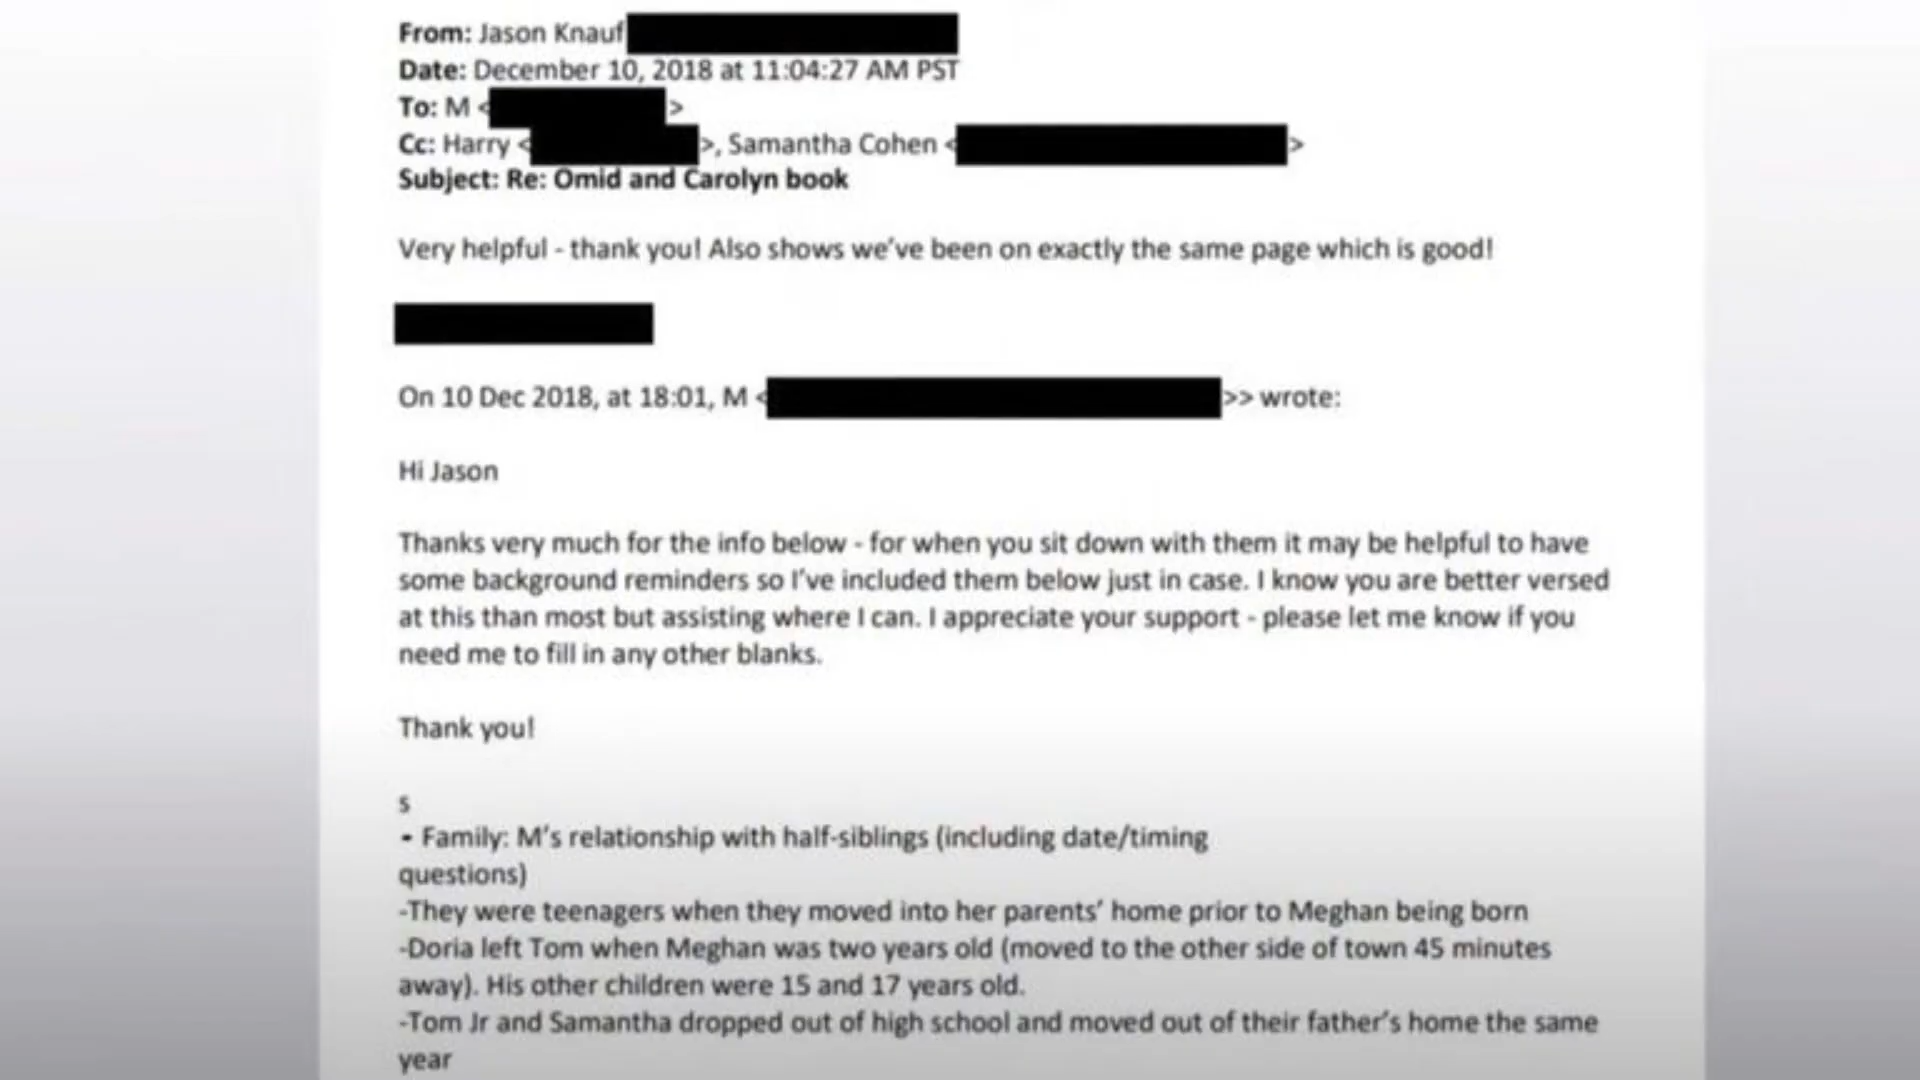 From: Jason Knauf
Date: December 10, 2018 at 11:04:27 AM PST
To: M < >
Cc: Harry < >, Samantha Cohen < >
Subject: Re: Omid and Carolyn book
Very helpful - thank you! Also shows we've been on exactly the same page which is good!
On 10 Dec 2018, at 18:01, M < >> wrote:
Hi Jason
Thanks very much for the info below - for when you sit down with them it may be helpful to have
some background reminders so I've included them below just in case. I know you are better versed
at this than most but assisting where I can. I appreciate your support - please let me know if you
need me to fill in any other blanks.
Thank you!
s
- Family: M's relationship with half-siblings (including date/timing
questions)
-They were teenagers when they moved into her parents' home prior to Meghan being born
-Doria left Tom when Meghan was two years old (moved to the other side of town 45 minutes
away). His other children were 15 and 17 years old.
-Tom Jr and Samantha dropped out of high school and moved out of their father's home the same
year